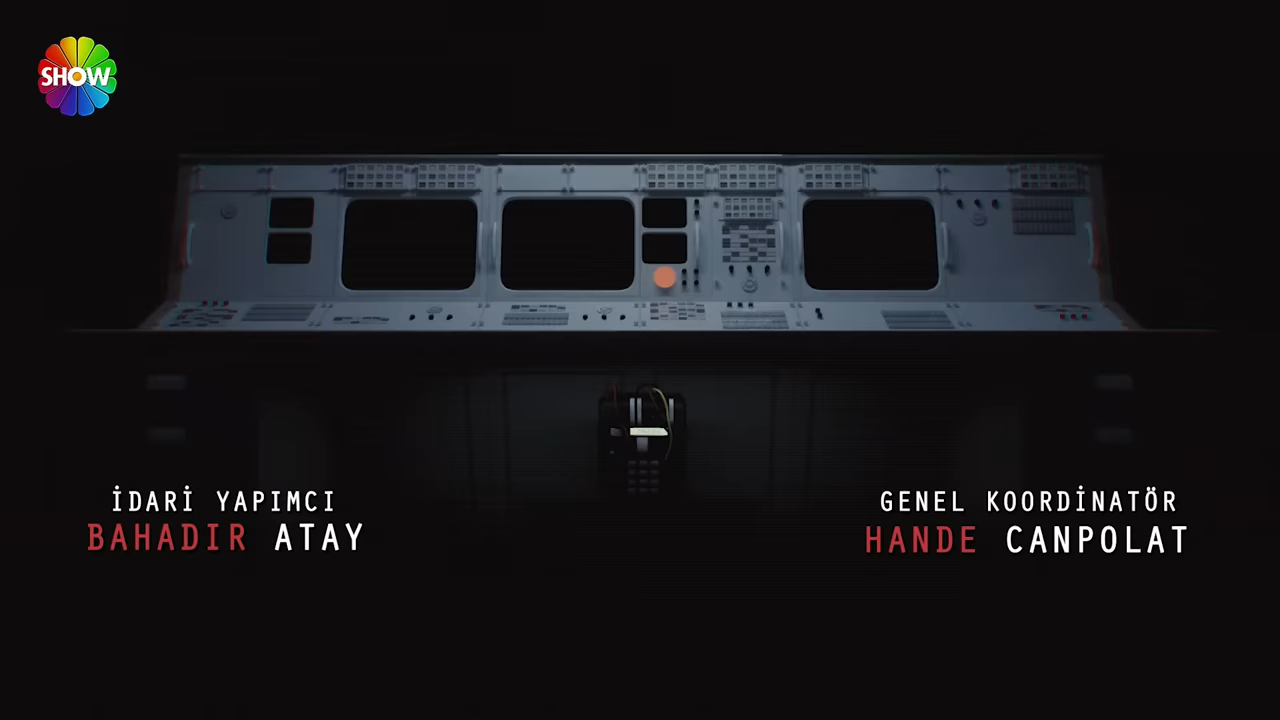 SHOW
İDARİ YAPIMCI
BAHADIR ATAY
GENEL KOORDİNATÖR
HANDE CANPOLAT